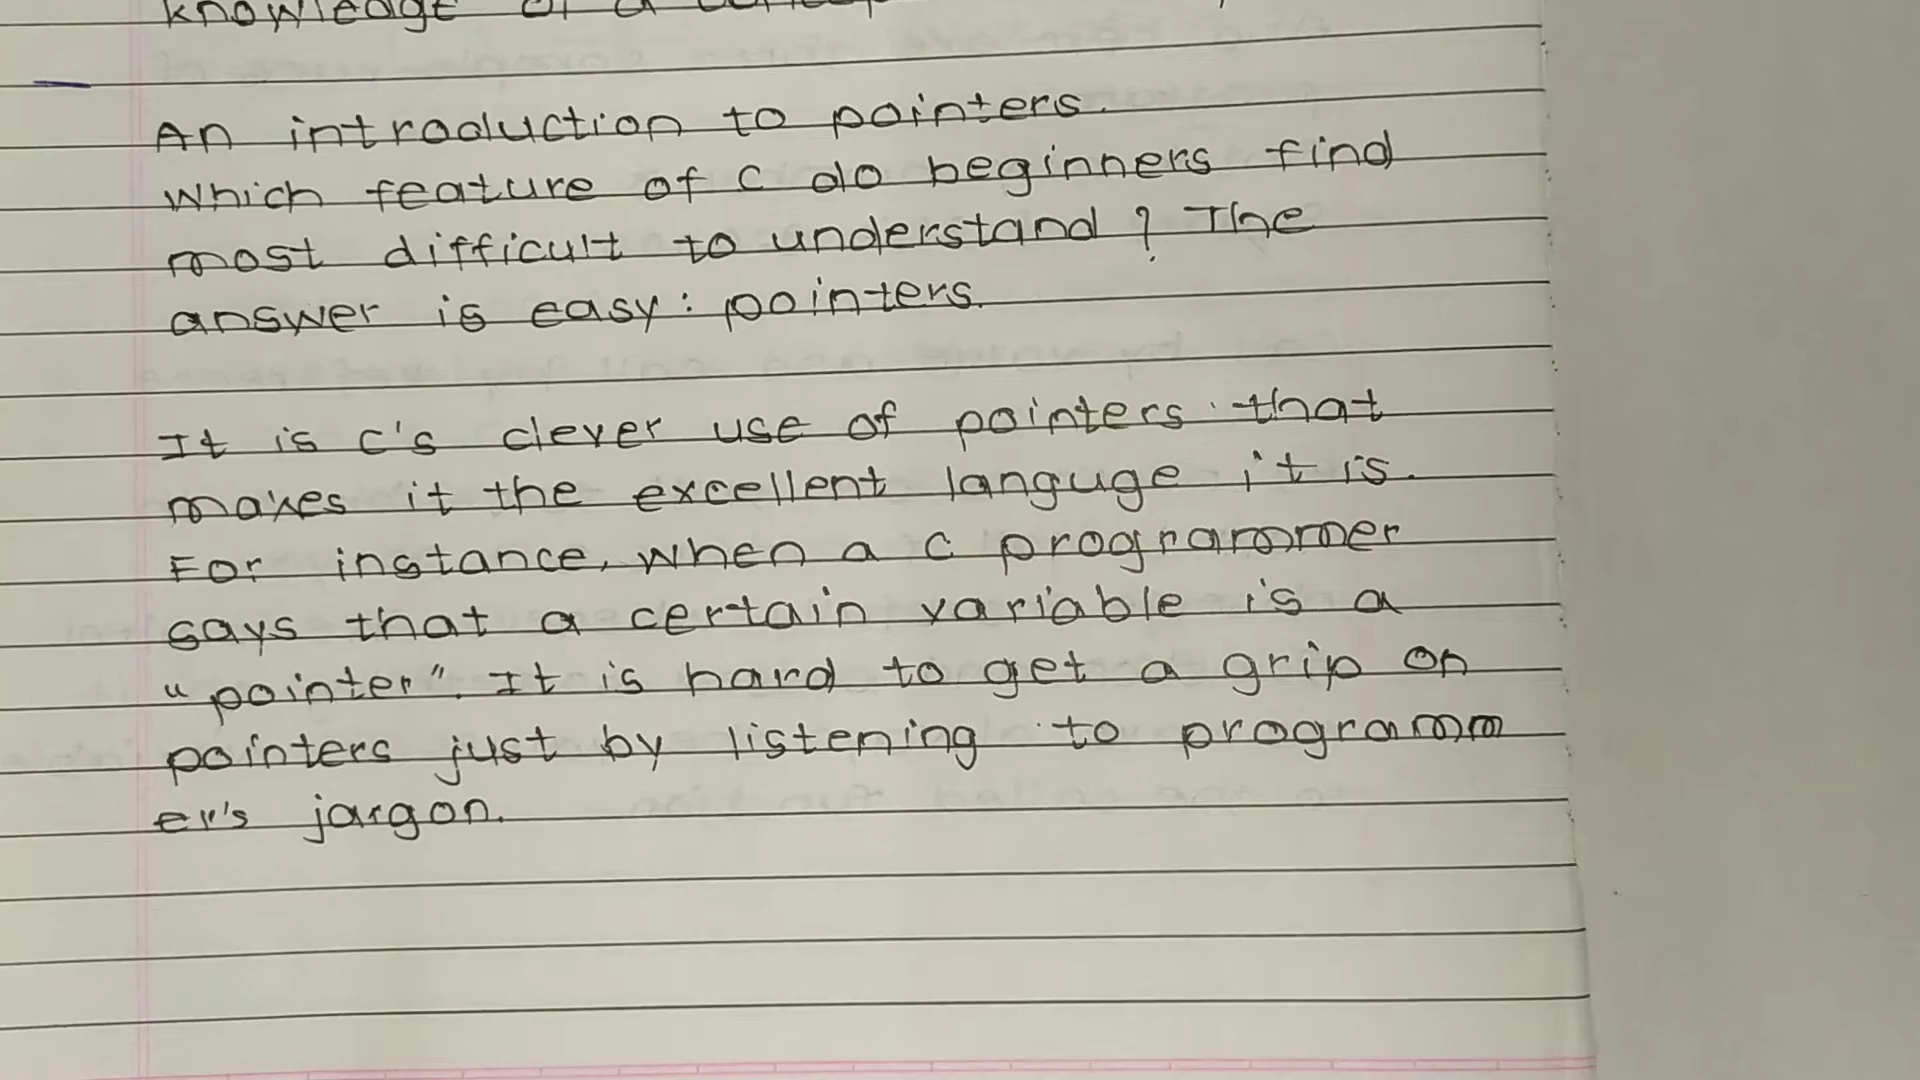 knowledge of a
An introduction to pointers.
Which feature of C do beginners find
most difficult to understand? The
answer is easy: pointers.
It is C's clever use of pointers that
makes it the excellent languge it is.
For instance, when a C programmer
says that a certain variable is a
"pointer". It is hard to get a grip on
pointers just by listening to programm
er's jargon.